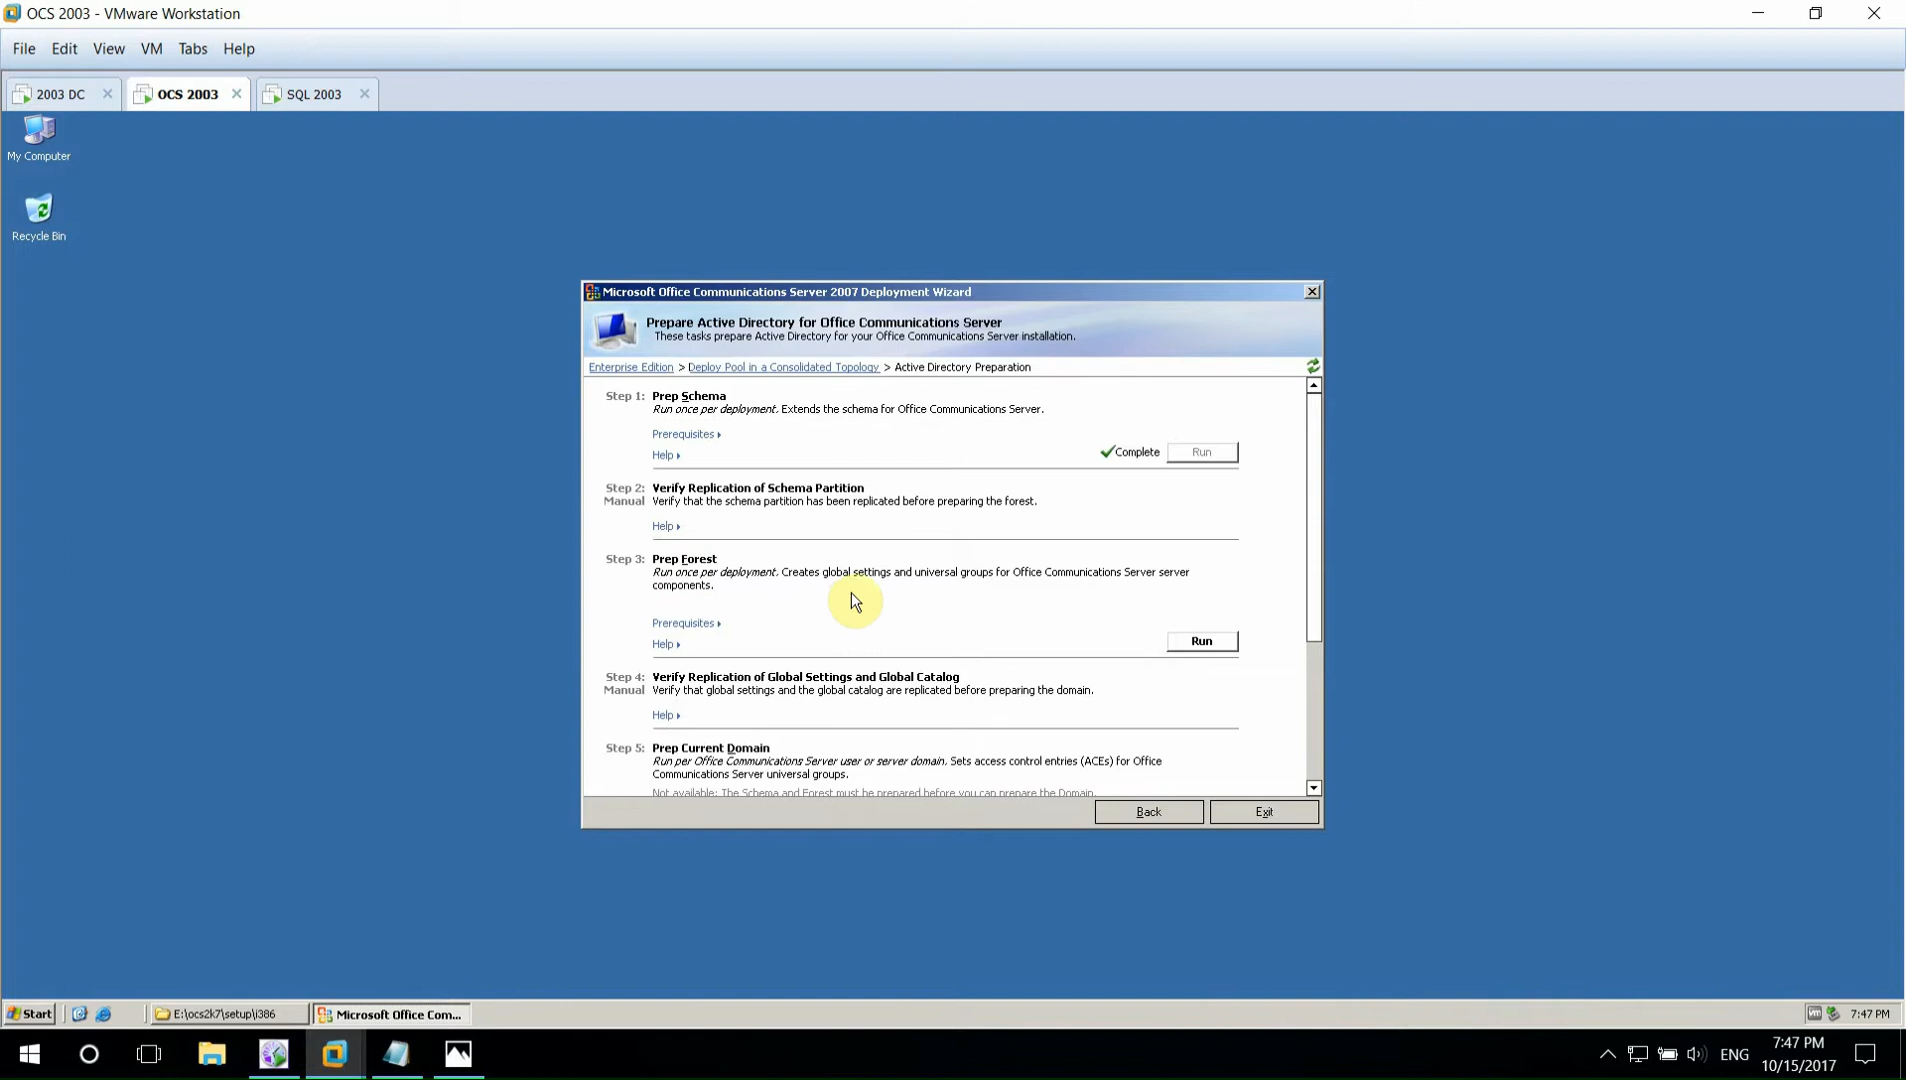 OCS 2003 - VMware Workstation
File Edit View VM Tabs Help
2003 DC OCS 2003 SQL 2003
My Computer
Recycle Bin
Microsoft Office Communications Server 2007 Deployment Wizard
Prepare Active Directory for Office Communications Server
These tasks prepare Active Directory for your Office Communications Server installation.
Enterprise Edition > Deploy Pool in a Consolidated Topology > Active Directory Preparation
Step 1: Prep Schema
Run once per deployment. Extends the schema for Office Communications Server.
Prerequisites
Complete Run
Help
Step 2: Verify Replication of Schema Partition
Manual Verify that the schema partition has been replicated before preparing the forest.
Help
Step 3: Prep Forest
Run once per deployment. Creates global settings and universal groups for Office Communications Server server
components.
Prerequisites
Help Run
Step 4: Verify Replication of Global Settings and Global Catalog
Manual Verify that global settings and the global catalog are replicated before preparing the domain.
Help
Step 5: Prep Current Domain
Run per Office Communications Server user or server domain. Sets access control entries (ACEs) for Office
Communications Server universal groups.
Not available: The Schema and Forest must be prepared before you can prepare the Domain.
Back Exit
Start E:\ocs2k7\setup\i386 Microsoft Office Com... vm 7:47 PM
ENG 7:47 PM
10/15/2017